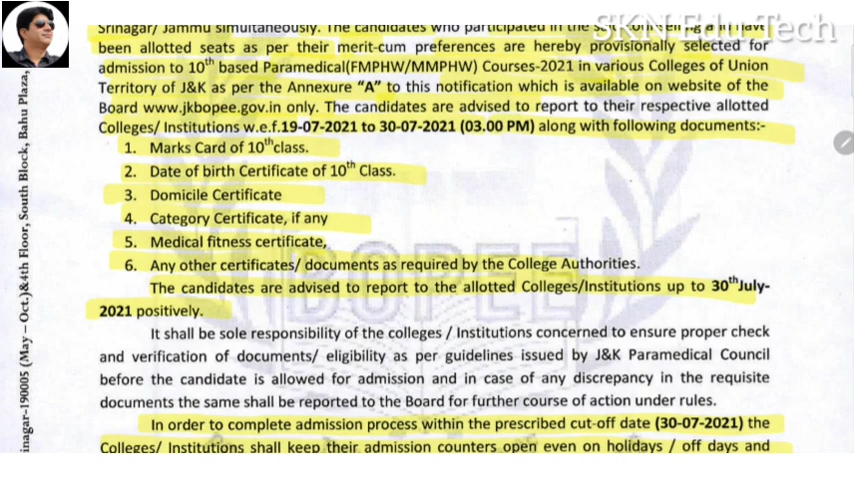 SKN Edu Tech
Srinagar/ Jammu simultaneously. The candidates who participated in the
been allotted seats as per their merit-cum preferences are hereby provisionally selected for
admission to 10th based Paramedical(FMPHW/MMPHW) Courses-2021 in various Colleges of Union
Territory of J&K as per the Annexure "A" to this notification which is available on website of the
Board www.jkbopee.gov.in only. The candidates are advised to report to their respective allotted
Colleges/ Institutions w.e.f.19-07-2021 to 30-07-2021 (03.00 PM) along with following documents:-
1. Marks Card of 10th class.
2. Date of birth Certificate of 10th Class.
3. Domicile Certificate
4. Category Certificate, if any
5. Medical fitness certificate,
6. Any other certificates/ documents as required by the College Authorities.
The candidates are advised to report to the allotted Colleges/Institutions up to 30th July-
2021 positively.
It shall be sole responsibility of the colleges / Institutions concerned to ensure proper check
and verification of documents/ eligibility as per guidelines issued by J&K Paramedical Council
before the candidate is allowed for admission and in case of any discrepancy in the requisite
documents the same shall be reported to the Board for further course of action under rules.
In order to complete admission process within the prescribed cut-off date (30-07-2021) the
Colleges/ Institutions shall keep their admission counters open even on holidays / off days and
inagar-190005 (May – Oct.)&4th Floor, South Block, Bahu Plaza,
BOPEE